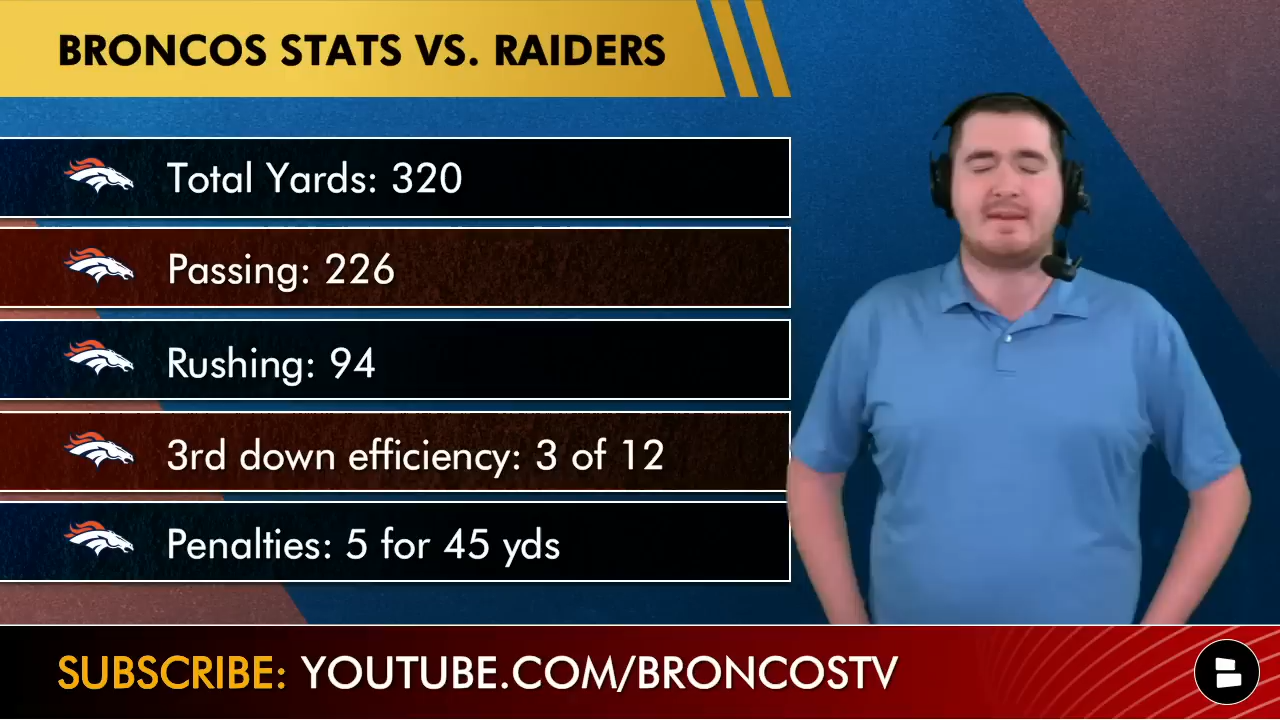 BRONCOS STATS VS. RAIDERS
Total Yards: 320
Passing: 226
Rushing: 94
3rd down efficiency: 3 of 12
Penalties: 5 for 45 yds
SUBSCRIBE: YOUTUBE.COM/BRONCOSTV